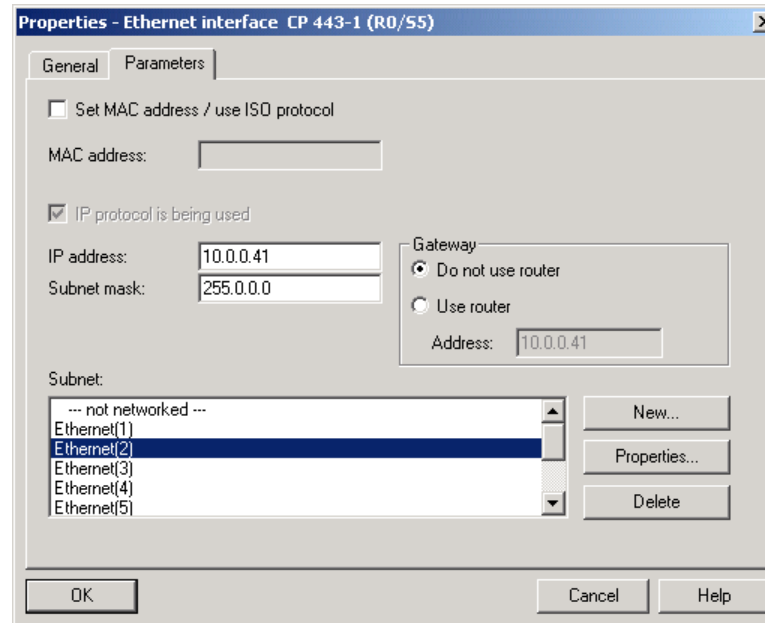 Properties - Ethernet interface CP 443-1 (R0/S5)
General Parameters
Set MAC address / use ISO protocol
MAC address:
IP protocol is being used
IP address: 10.0.0.41
Subnet mask: 255.0.0.0
Gateway
Do not use router
Use router
Address: 10.0.0.41
Subnet:
--- not networked ---
Ethernet(1)
Ethernet(2)
Ethernet(3)
Ethernet(4)
Ethernet(5)
New...
Properties...
Delete
OK Cancel Help